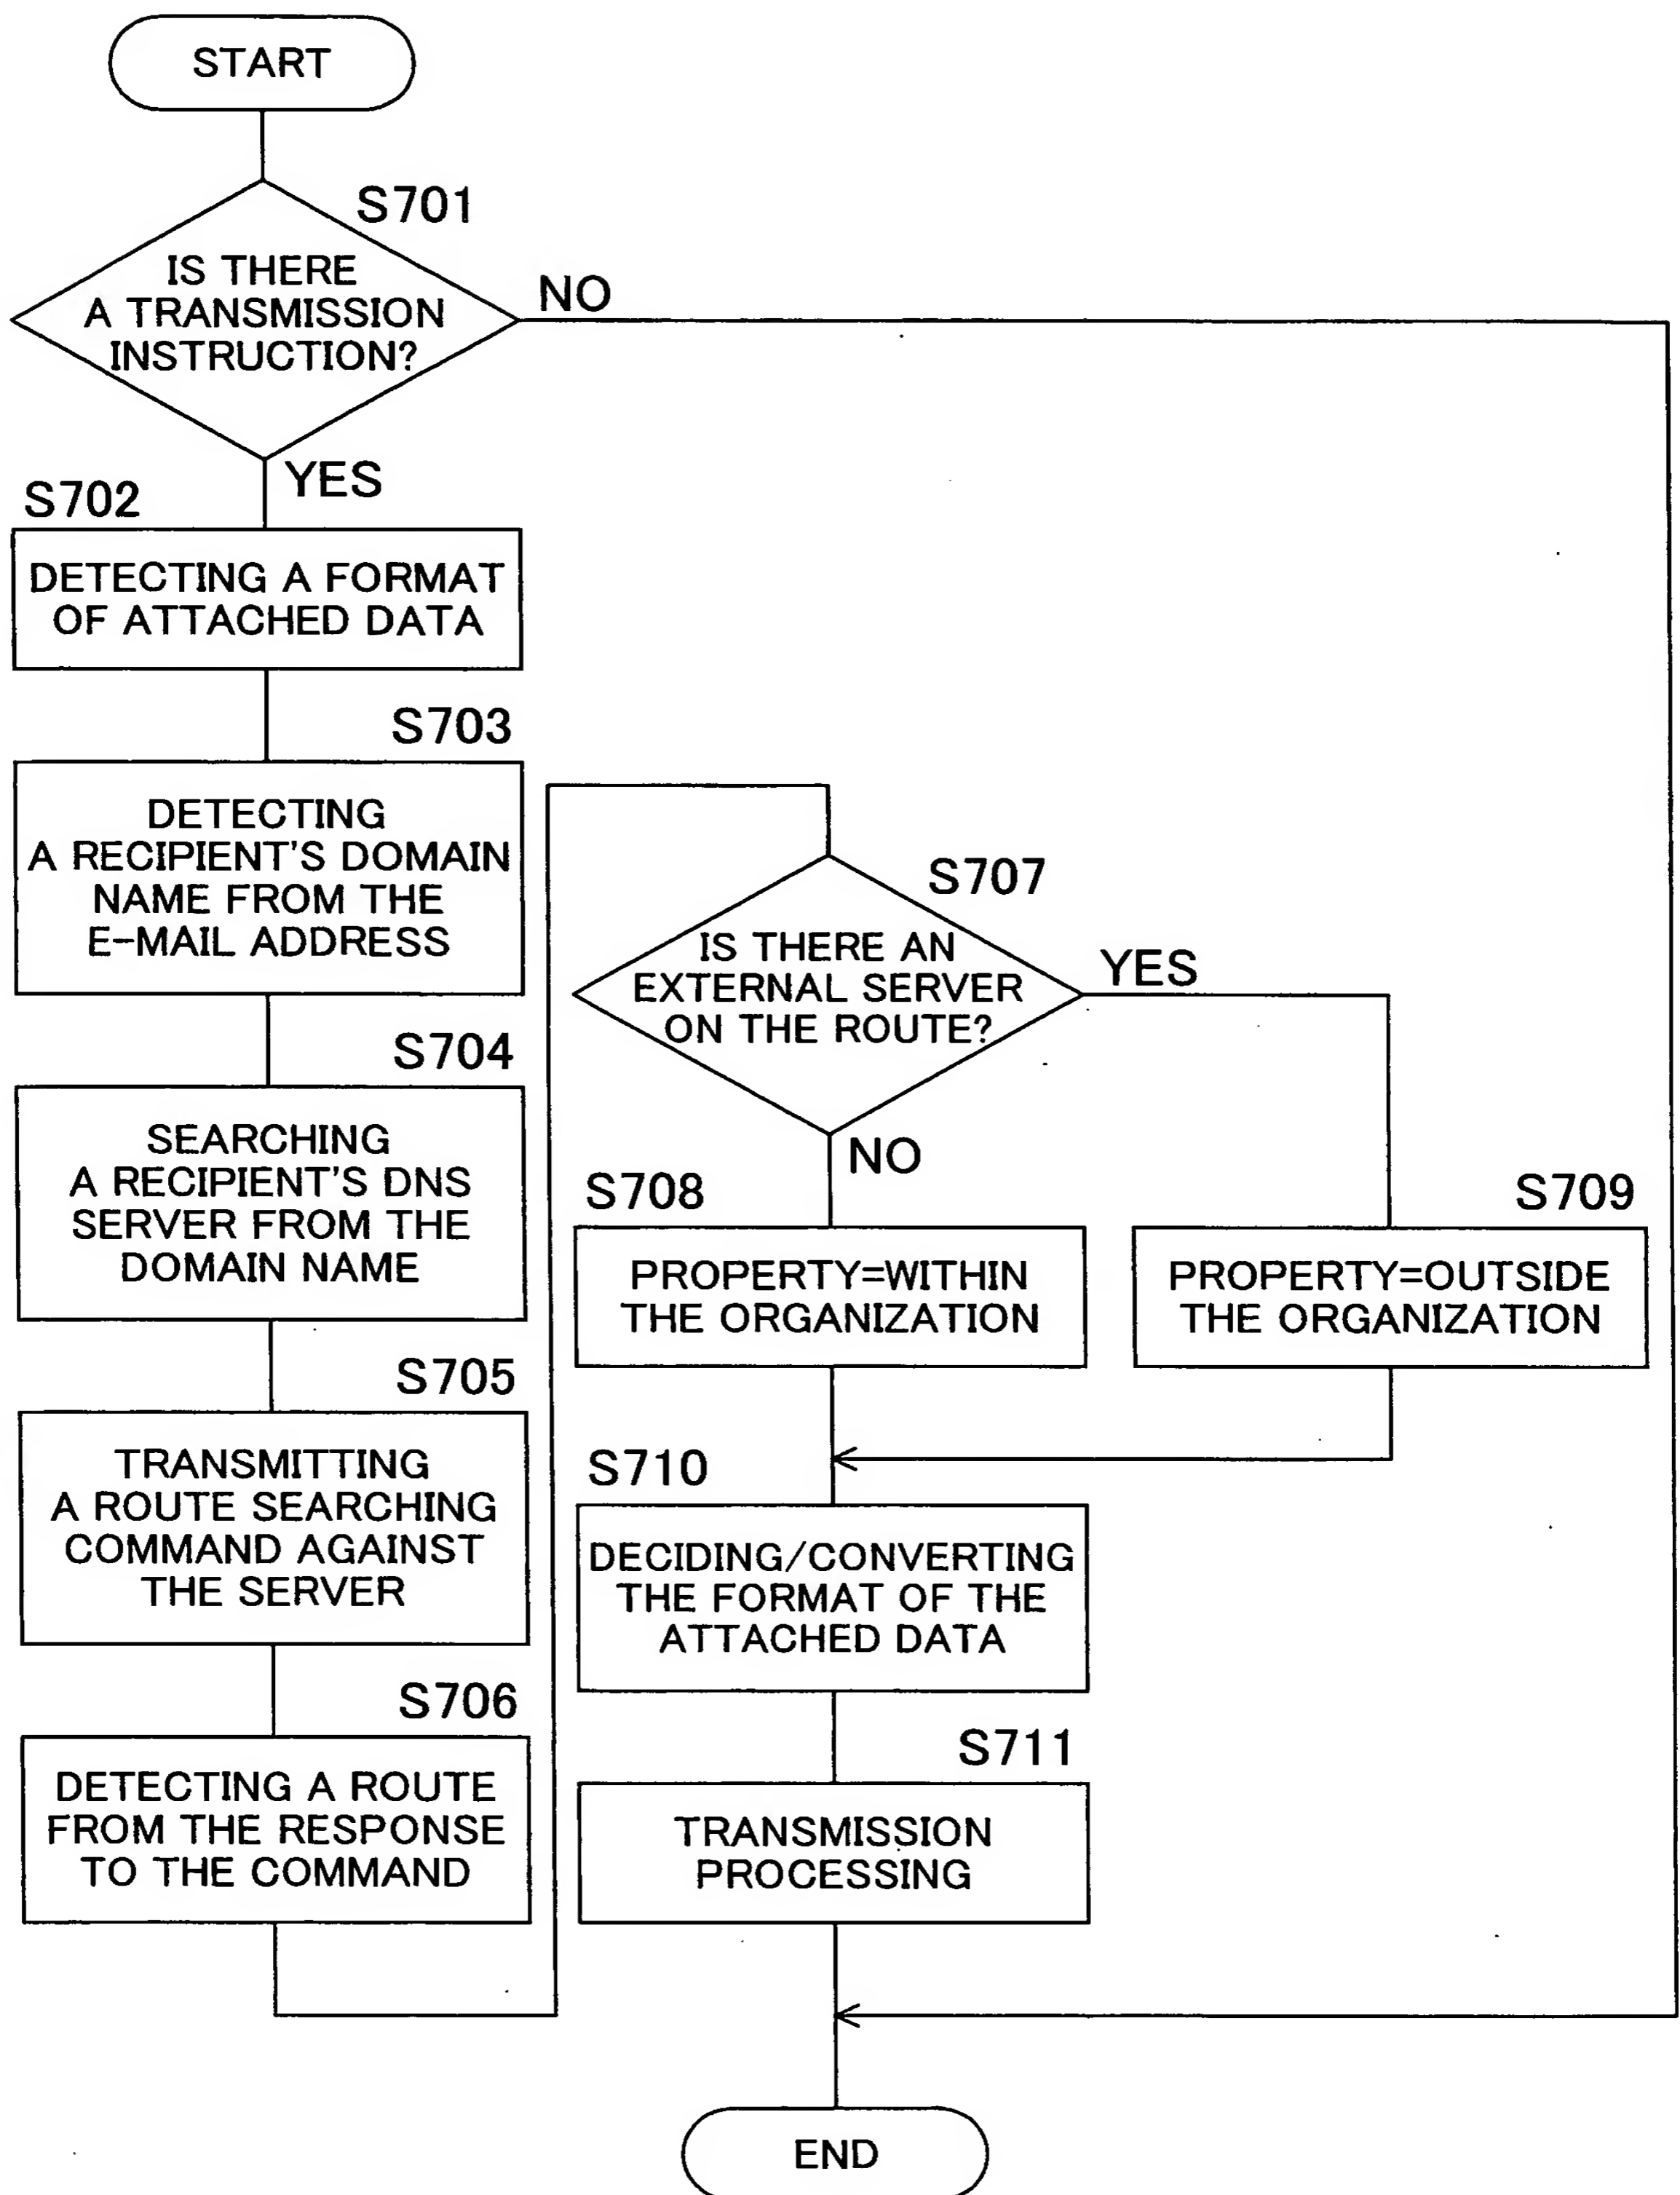 START
S701
IS THERE
A TRANSMISSION
INSTRUCTION?
NO
YES
S702
DETECTING A FORMAT
OF ATTACHED DATA
S703
DETECTING
A RECIPIENT'S DOMAIN
NAME FROM THE
E-MAIL ADDRESS
S704
SEARCHING
A RECIPIENT'S DNS
SERVER FROM THE
DOMAIN NAME
S705
TRANSMITTING
A ROUTE SEARCHING
COMMAND AGAINST
THE SERVER
S706
DETECTING A ROUTE
FROM THE RESPONSE
TO THE COMMAND
S707
IS THERE AN
EXTERNAL SERVER
ON THE ROUTE?
YES
NO
S708
PROPERTY=WITHIN
THE ORGANIZATION
S709
PROPERTY=OUTSIDE
THE ORGANIZATION
S710
DECIDING/CONVERTING
THE FORMAT OF THE
ATTACHED DATA
S711
TRANSMISSION
PROCESSING
END